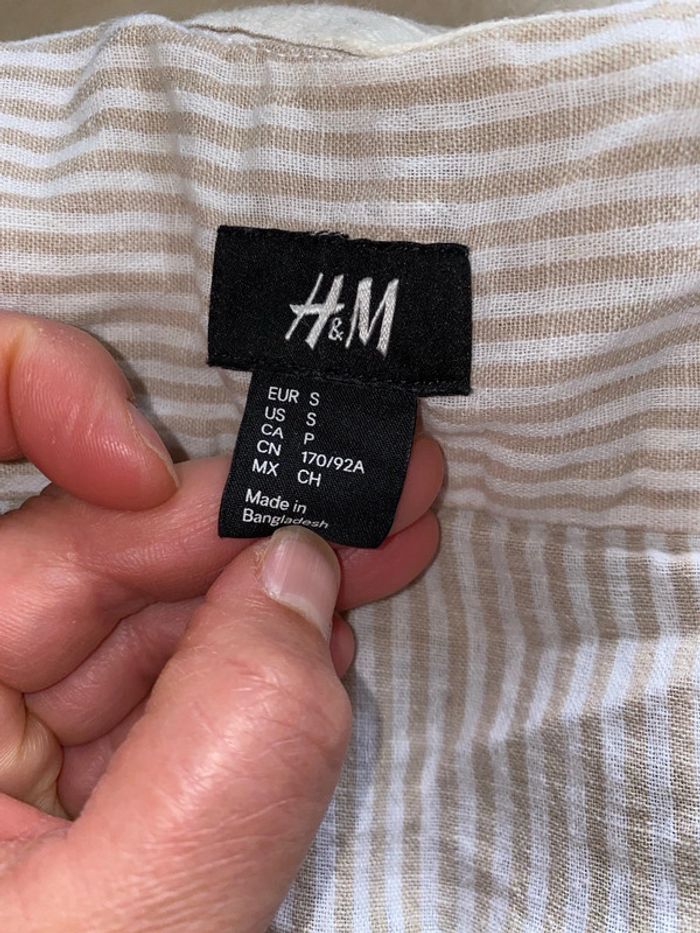 H&M
EUR S
US S
CA P
CN 170/92A
MX CH
Made in
Bangladesh